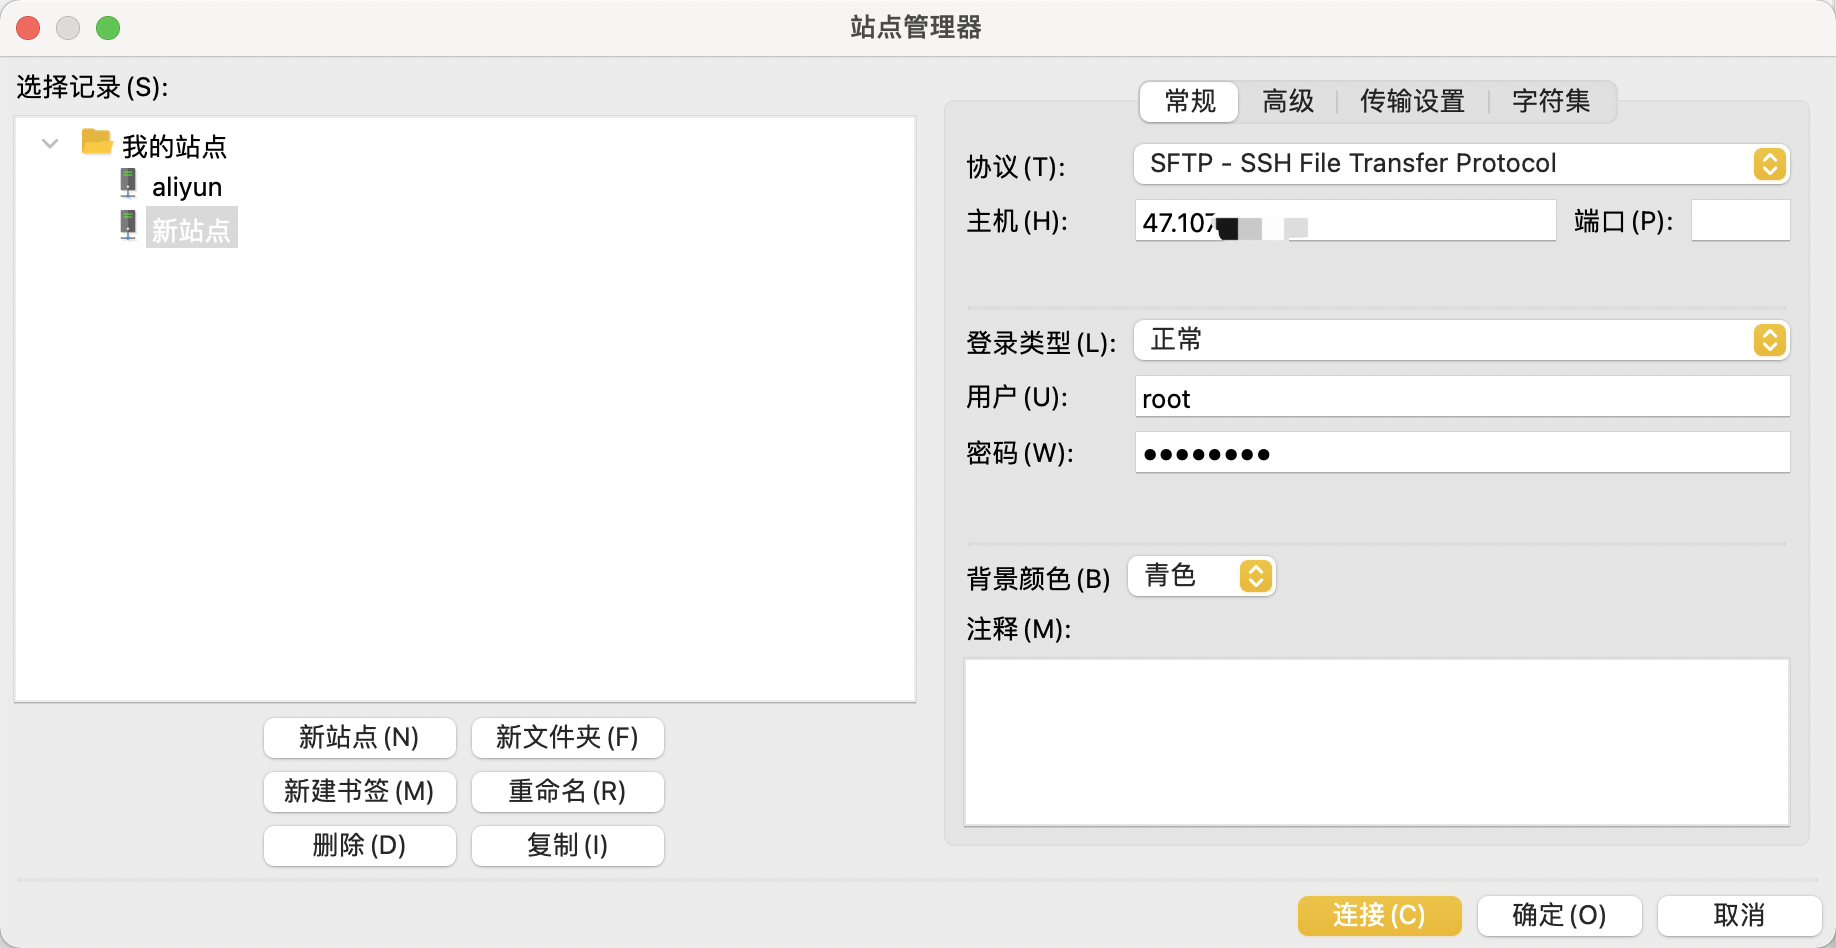 站点管理器
选择记录(S):
我的站点
aliyun
新站点
新站点(N)
新文件夹(F)
新建书签(M)
重命名(R)
删除(D)
复制(I)
常规
高级
传输设置
字符集
协议(T):
SFTP - SSH File Transfer Protocol
主机(H):
47.107
端口(P):
登录类型(L):
正常
用户(U):
root
密码(W):
●●●●●●●●
背景颜色(B)
青色
注释(M):
连接(C)
确定(O)
取消